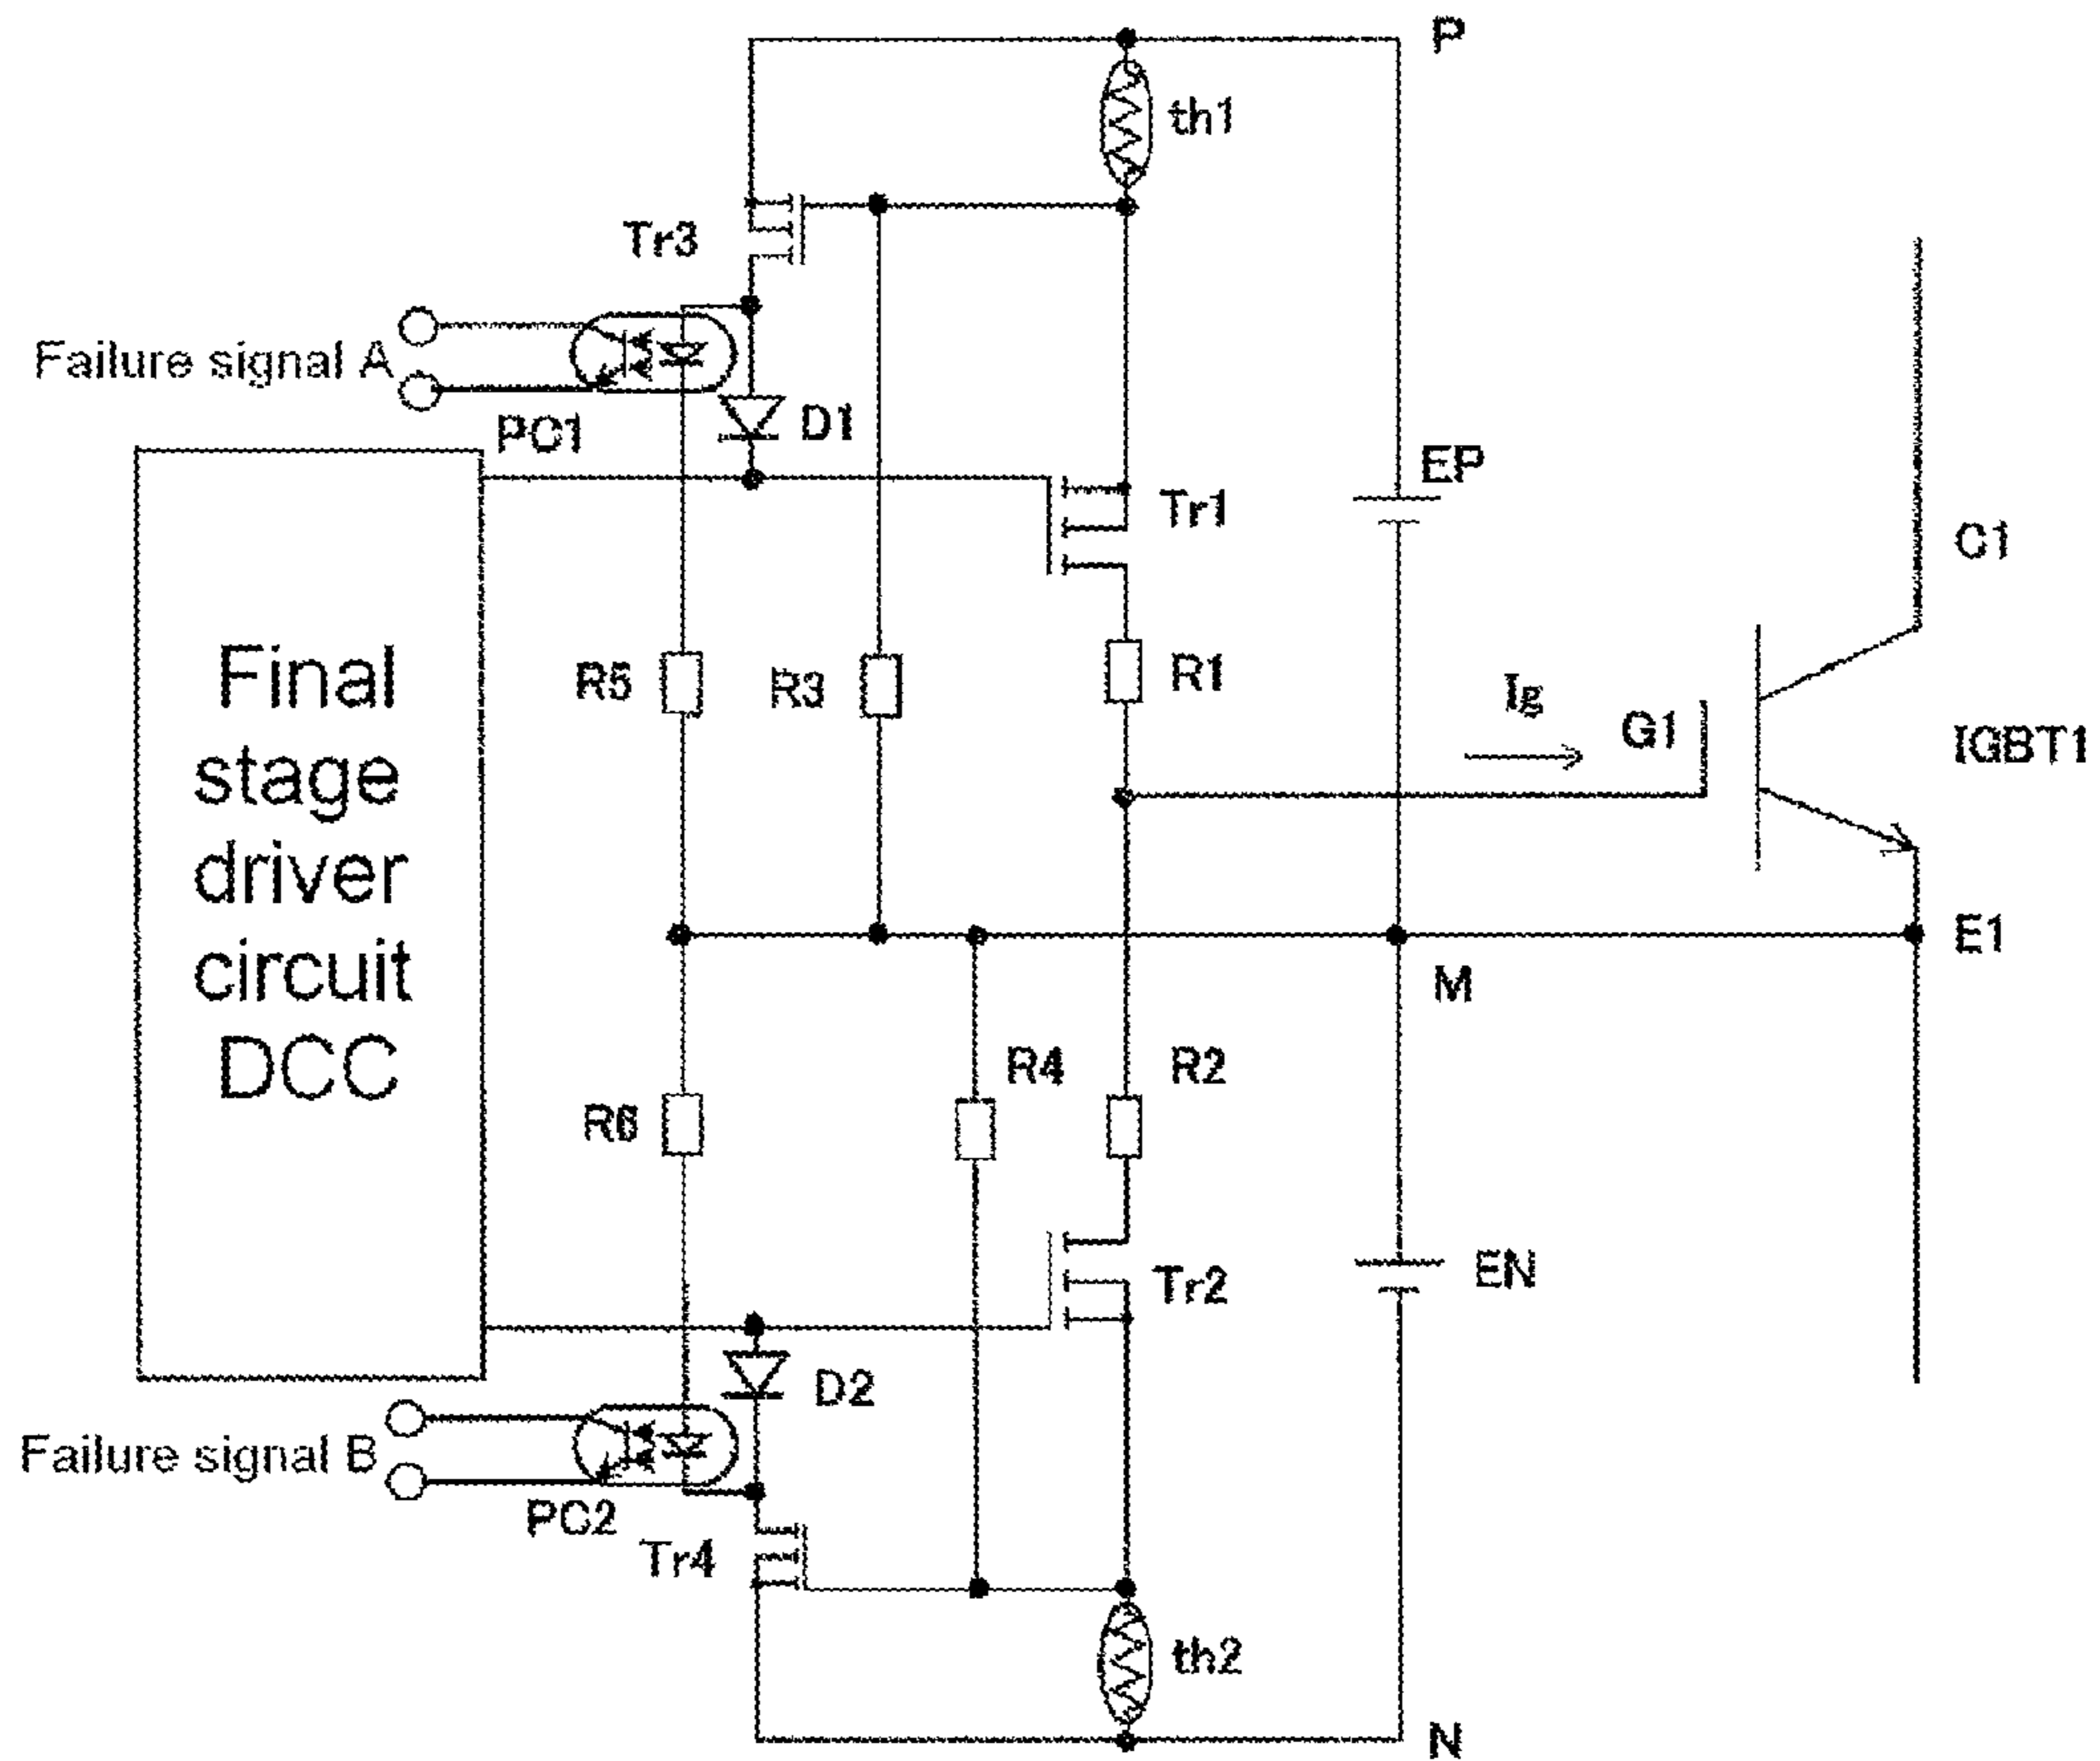 P
th1
Tr3
Failure signal A
PC1
D1
EP
Tr1
C1
Final
stage
driver
circuit
DCC
R5
R3
R1
Ig
G1
IGBT1
E1
M
R4
R2
R6
EN
Tr2
D2
Failure signal B
PC2
Tr4
th2
N